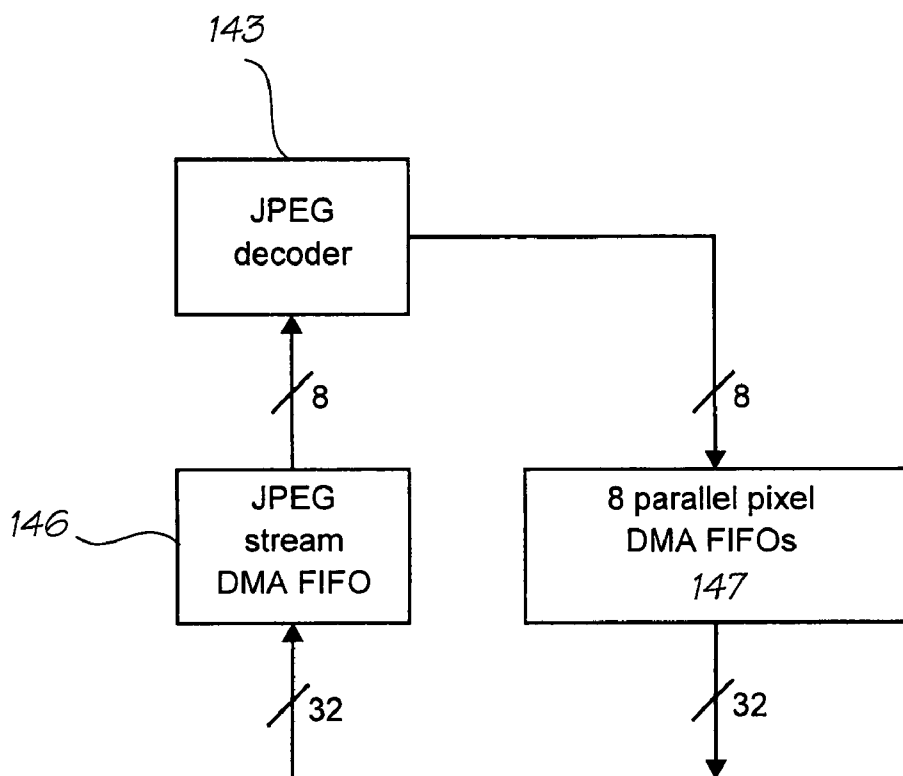 143
JPEG
decoder
8
8
146
JPEG
stream
DMA FIFO
8 parallel pixel
DMA FIFOs
147
32
32